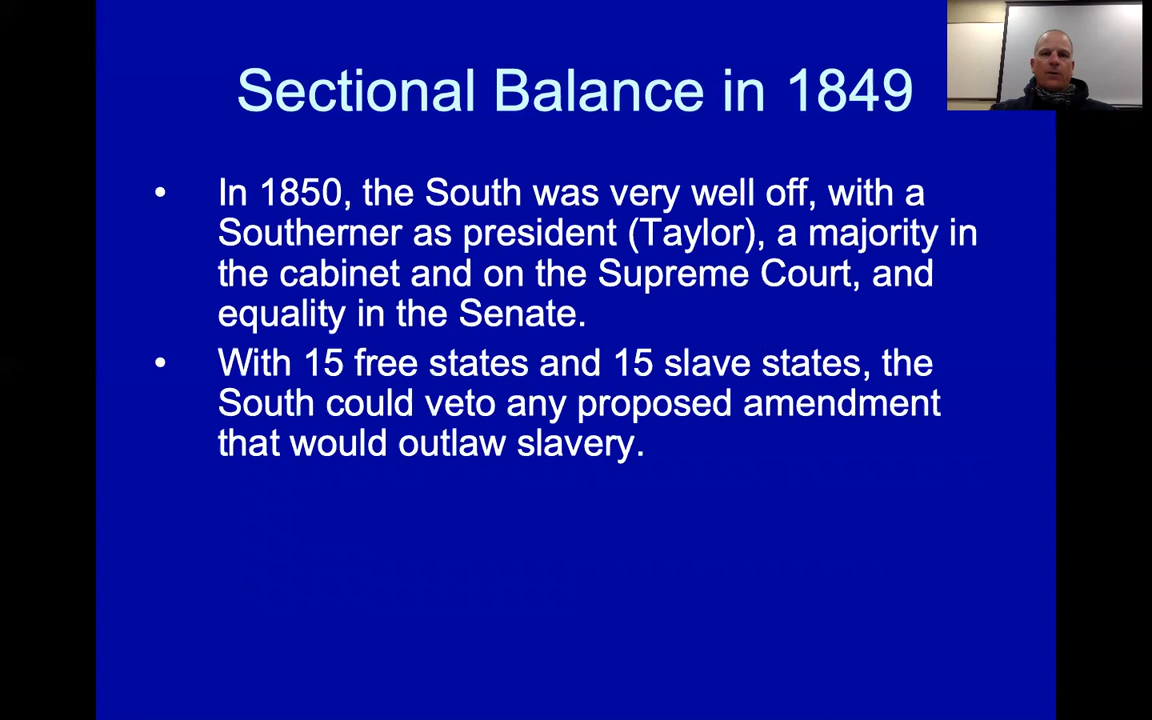 Sectional Balance in 1849
• In 1850, the South was very well off, with a
Southerner as president (Taylor), a majority in
the cabinet and on the Supreme Court, and
equality in the Senate.
• With 15 free states and 15 slave states, the
South could veto any proposed amendment
that would outlaw slavery.